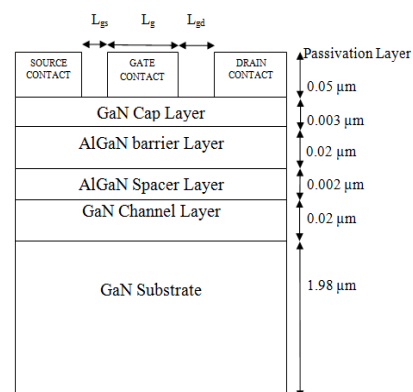 Lgs Lg Lgd
SOURCE CONTACT
GATE CONTACT
DRAIN CONTACT
Passivation Layer
0.05 µm
GaN Cap Layer
0.003 µm
AlGaN barrier Layer
0.02 µm
AlGaN Spacer Layer
0.002 µm
GaN Channel Layer
0.02 µm
GaN Substrate
1.98 µm